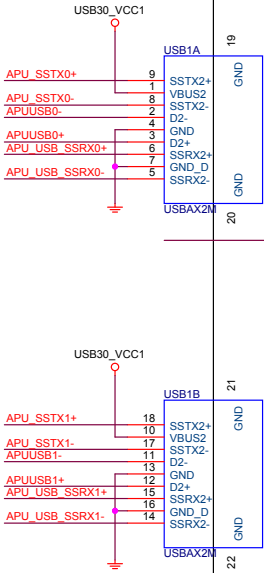 USB30_VCC1
USB1A
19
APU_SSTX0+ 9 SSTX2+ GND
1 VBUS2
APU_SSTX0- 8 SSTX2-
APUUSB0- 2 D2-
4 GND
APUUSB0+ 3 D2+
APU_USB_SSRX0+ 6 SSRX2+
7 GND_D
APU_USB_SSRX0- 5 SSRX2- GND
USBAX2M
20
USB30_VCC1
USB1B
21
APU_SSTX1+ 18 SSTX2+ GND
10 VBUS2
APU_SSTX1- 17 SSTX2-
APUUSB1- 11 D2-
13 GND
APUUSB1+ 12 D2+
APU_USB_SSRX1+ 15 SSRX2+
16 GND_D
APU_USB_SSRX1- 14 SSRX2- GND
USBAX2M
22